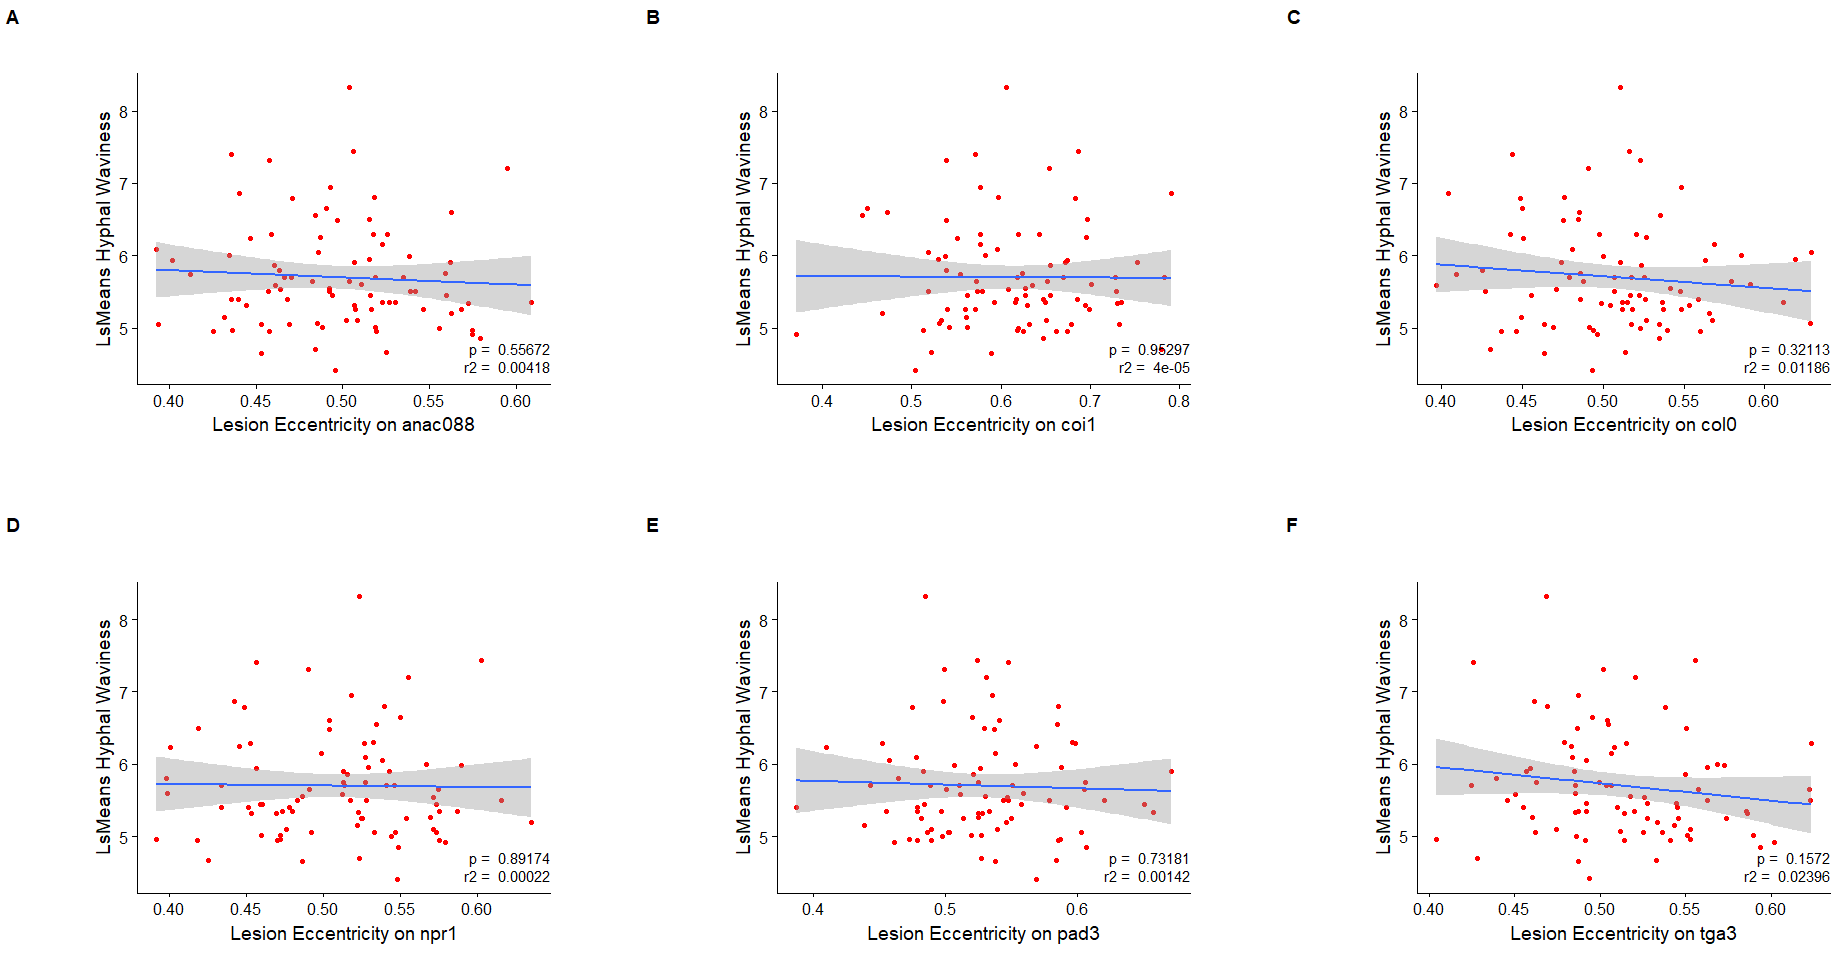 A
LsMeans Hyphal Waviness
8
7
6
5
p = 0.55672
r2 = 0.00418
0.40 0.45 0.50 0.55 0.60
Lesion Eccentricity on anac088
B
LsMeans Hyphal Waviness
8
7
6
5
p = 0.95297
r2 = 4e-05
0.4 0.5 0.6 0.7 0.8
Lesion Eccentricity on coi1
C
LsMeans Hyphal Waviness
8
7
6
5
p = 0.32113
r2 = 0.01186
0.40 0.45 0.50 0.55 0.60
Lesion Eccentricity on col0
D
LsMeans Hyphal Waviness
8
7
6
5
p = 0.89174
r2 = 0.00022
0.40 0.45 0.50 0.55 0.60
Lesion Eccentricity on npr1
E
LsMeans Hyphal Waviness
8
7
6
5
p = 0.73181
r2 = 0.00142
0.4 0.5 0.6
Lesion Eccentricity on pad3
F
LsMeans Hyphal Waviness
8
7
6
5
p = 0.1572
r2 = 0.02396
0.40 0.45 0.50 0.55 0.60
Lesion Eccentricity on tga3